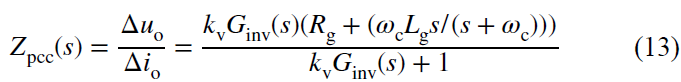 Z_pcc(s) = Δu_o / Δi_o = k_v G_inv(s)(R_g + (ω_c L_g s/(s + ω_c))) / k_v G_inv(s) + 1 (13)